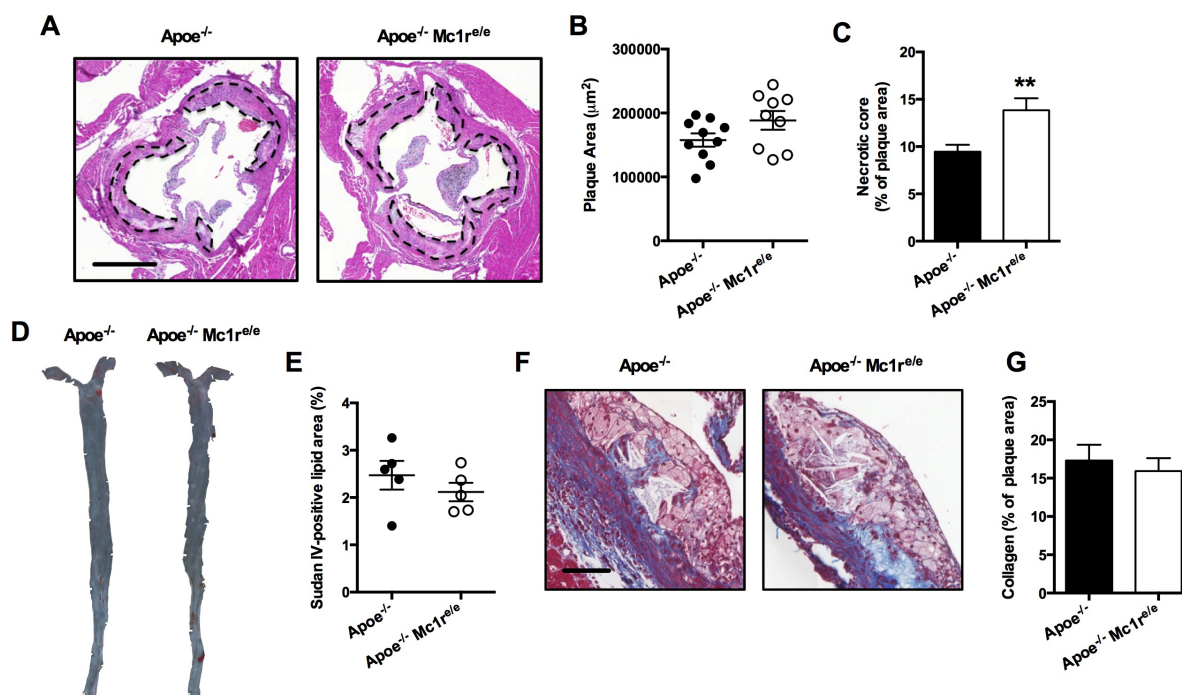 A
Apoe-/-
Apoe-/- Mc1re/e
B
Plaque Area (μm2)
300000
200000
100000
0
Apoe-/-
Apoe-/- Mc1re/e
C
Necrotic core
(% of plaque area)
20
15
10
5
0
**
Apoe-/-
Apoe-/- Mc1re/e
D
Apoe-/-
Apoe-/- Mc1re/e
E
Sudan IV-positive lipid area (%)
4
3
2
1
0
Apoe-/-
Apoe-/- Mc1re/e
F
Apoe-/-
Apoe-/- Mc1re/e
G
Collagen (% of plaque area)
25
20
15
10
5
0
Apoe-/-
Apoe-/- Mc1re/e